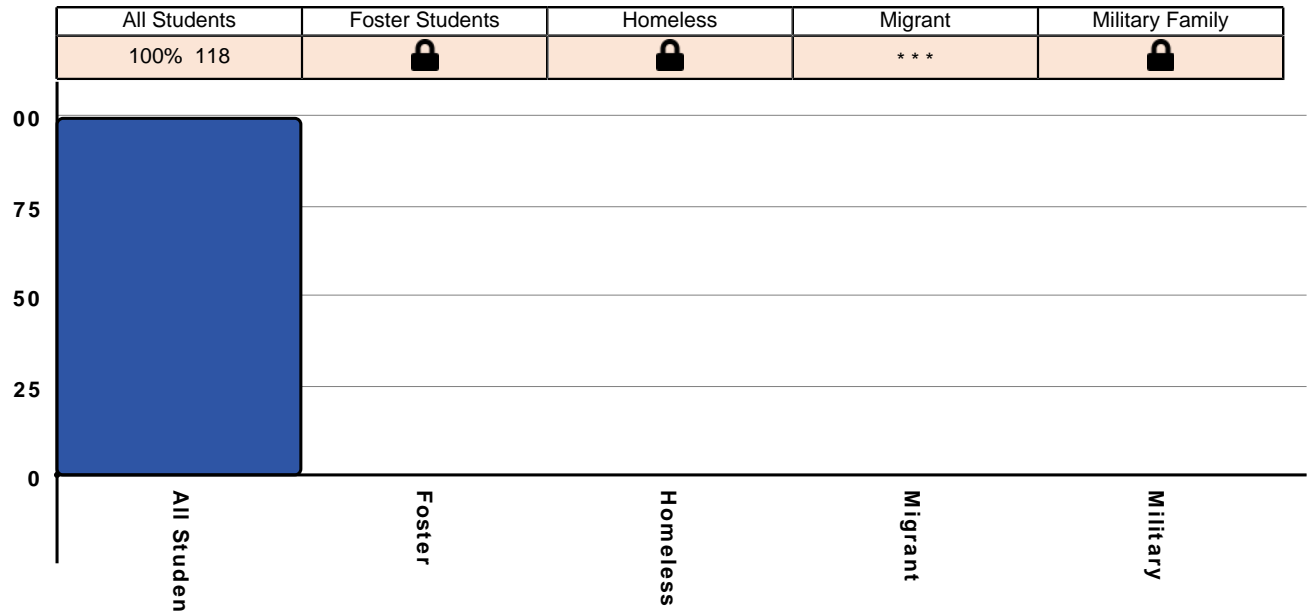 All Students Foster Students Homeless Migrant Military Family
100% 118 * * *
00
75
50
25
0
All Studen
Foster
Homeless
Migrant
Military